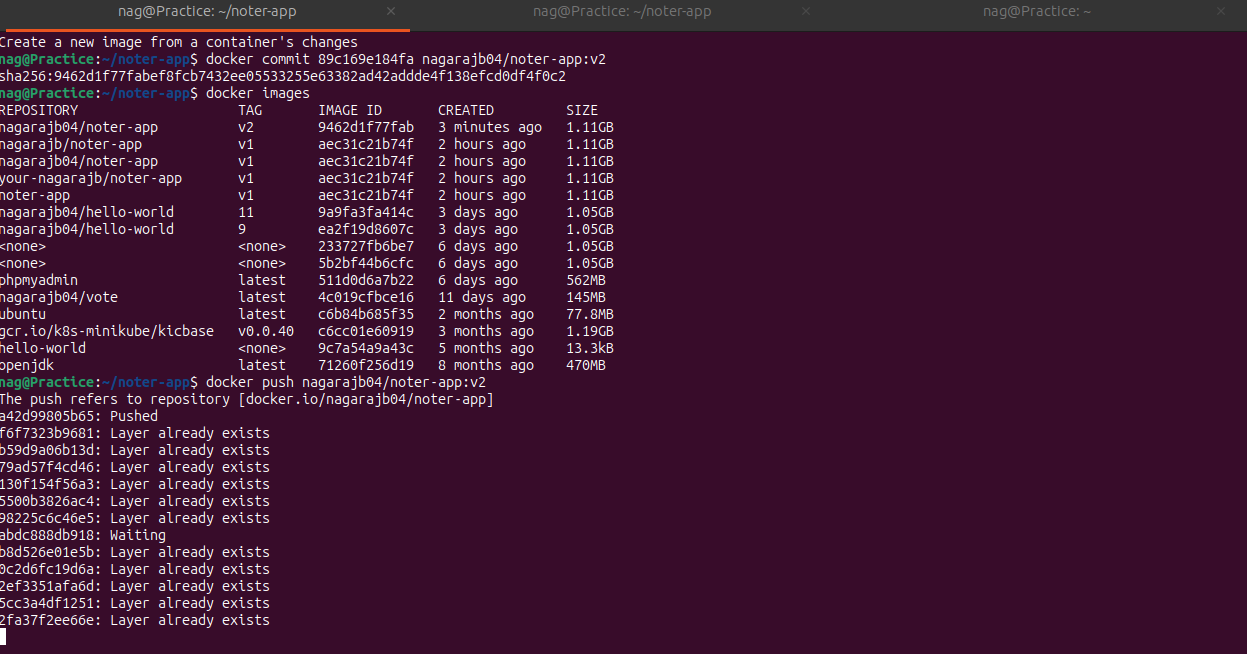 nag@Practice: ~/noter-app × nag@Practice: ~/noter-app × nag@Practice: ~ ×
Create a new image from a container's changes
nag@Practice:~/noter-app$ docker commit 89c169e184fa nagarajb04/noter-app:v2
sha256:9462d1f77fabef8fcb7432ee05533255e63382ad42addde4f138efcd0df4f0c2
nag@Practice:~/noter-app$ docker images
REPOSITORY TAG IMAGE ID CREATED SIZE
nagarajb04/noter-app v2 9462d1f77fab 3 minutes ago 1.11GB
nagarajb/noter-app v1 aec31c21b74f 2 hours ago 1.11GB
nagarajb04/noter-app v1 aec31c21b74f 2 hours ago 1.11GB
your-nagarajb/noter-app v1 aec31c21b74f 2 hours ago 1.11GB
noter-app v1 aec31c21b74f 2 hours ago 1.11GB
nagarajb04/hello-world 11 9a9fa3fa414c 3 days ago 1.05GB
nagarajb04/hello-world 9 ea2f19d8607c 3 days ago 1.05GB
<none> <none> 233727fb6be7 6 days ago 1.05GB
<none> <none> 5b2bf44b6cfc 6 days ago 1.05GB
phpmyadmin latest 511d0d6a7b22 6 days ago 562MB
nagarajb04/vote latest 4c019cfbce16 11 days ago 145MB
ubuntu latest c6b84b685f35 2 months ago 77.8MB
gcr.io/k8s-minikube/kicbase v0.0.40 c6cc01e60919 3 months ago 1.19GB
hello-world <none> 9c7a54a9a43c 5 months ago 13.3kB
openjdk latest 71260f256d19 8 months ago 470MB
nag@Practice:~/noter-app$ docker push nagarajb04/noter-app:v2
The push refers to repository [docker.io/nagarajb04/noter-app]
a42d99805b65: Pushed
f6f7323b9681: Layer already exists
b59d9a06b13d: Layer already exists
79ad57f4cd46: Layer already exists
130f154f56a3: Layer already exists
5500b3826ac4: Layer already exists
98225c6c46e5: Layer already exists
abdc888db918: Waiting
b8d526e01e5b: Layer already exists
0c2d6fc19d6a: Layer already exists
2ef3351afa6d: Layer already exists
5cc3a4df1251: Layer already exists
2fa37f2ee66e: Layer already exists